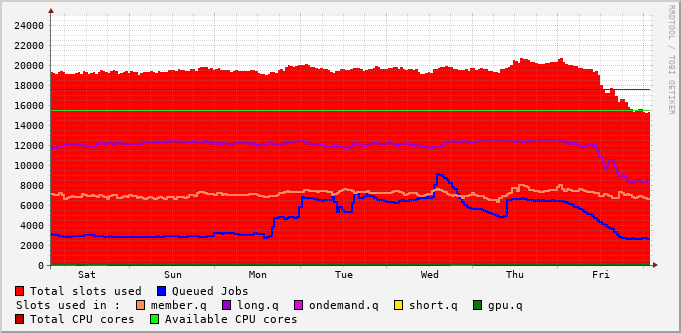 RRDTOOL / TOBI OETIKER
24000
22000
20000
18000
16000
14000
12000
10000
8000
6000
4000
2000
0
Sat Sun Mon Tue Wed Thu Fri
Total slots used Queued Jobs
Slots used in : member.q long.q ondemand.q short.q gpu.q
Total CPU cores Available CPU cores